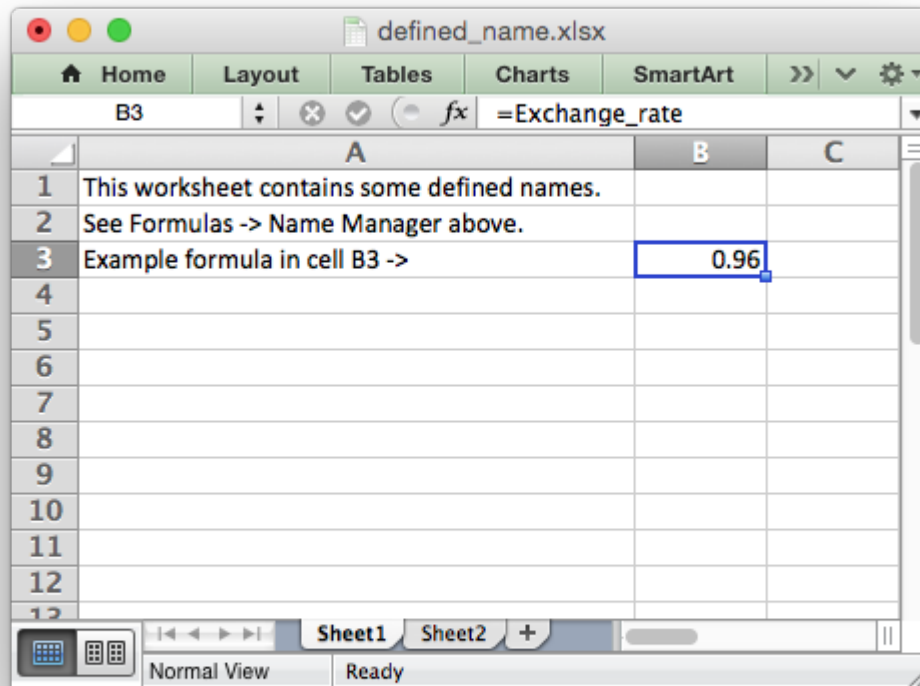 defined_name.xlsx
Home Layout Tables Charts SmartArt
B3 fx =Exchange_rate
A B C
1 This worksheet contains some defined names.
2 See Formulas -> Name Manager above.
3 Example formula in cell B3 -> 0.96
4
5
6
7
8
9
10
11
12
13
Sheet1 Sheet2 +
Normal View Ready